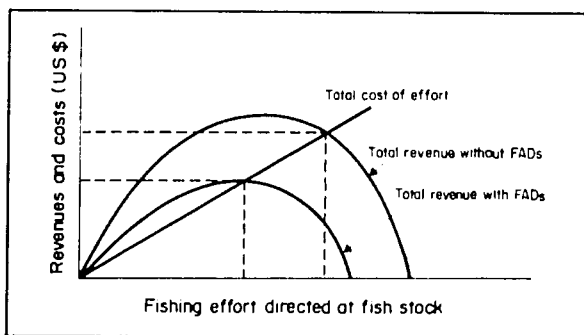 Revenues and costs (US $)
Total cost of effort
Total revenue without FADs
Total revenue with FADs
Fishing effort directed at fish stock